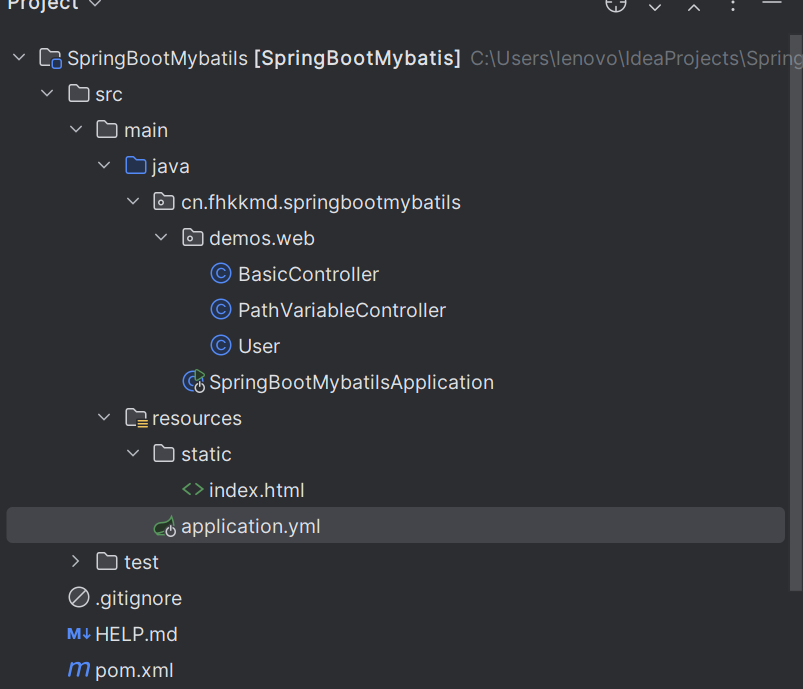 Project
SpringBootMybatils [SpringBootMybatis] C:\Users\lenovo\IdeaProjects\Spring
src
main
java
cn.fhkkmd.springbootmybatils
demos.web
BasicController
PathVariableController
User
SpringBootMybatilsApplication
resources
static
index.html
application.yml
test
.gitignore
HELP.md
pom.xml